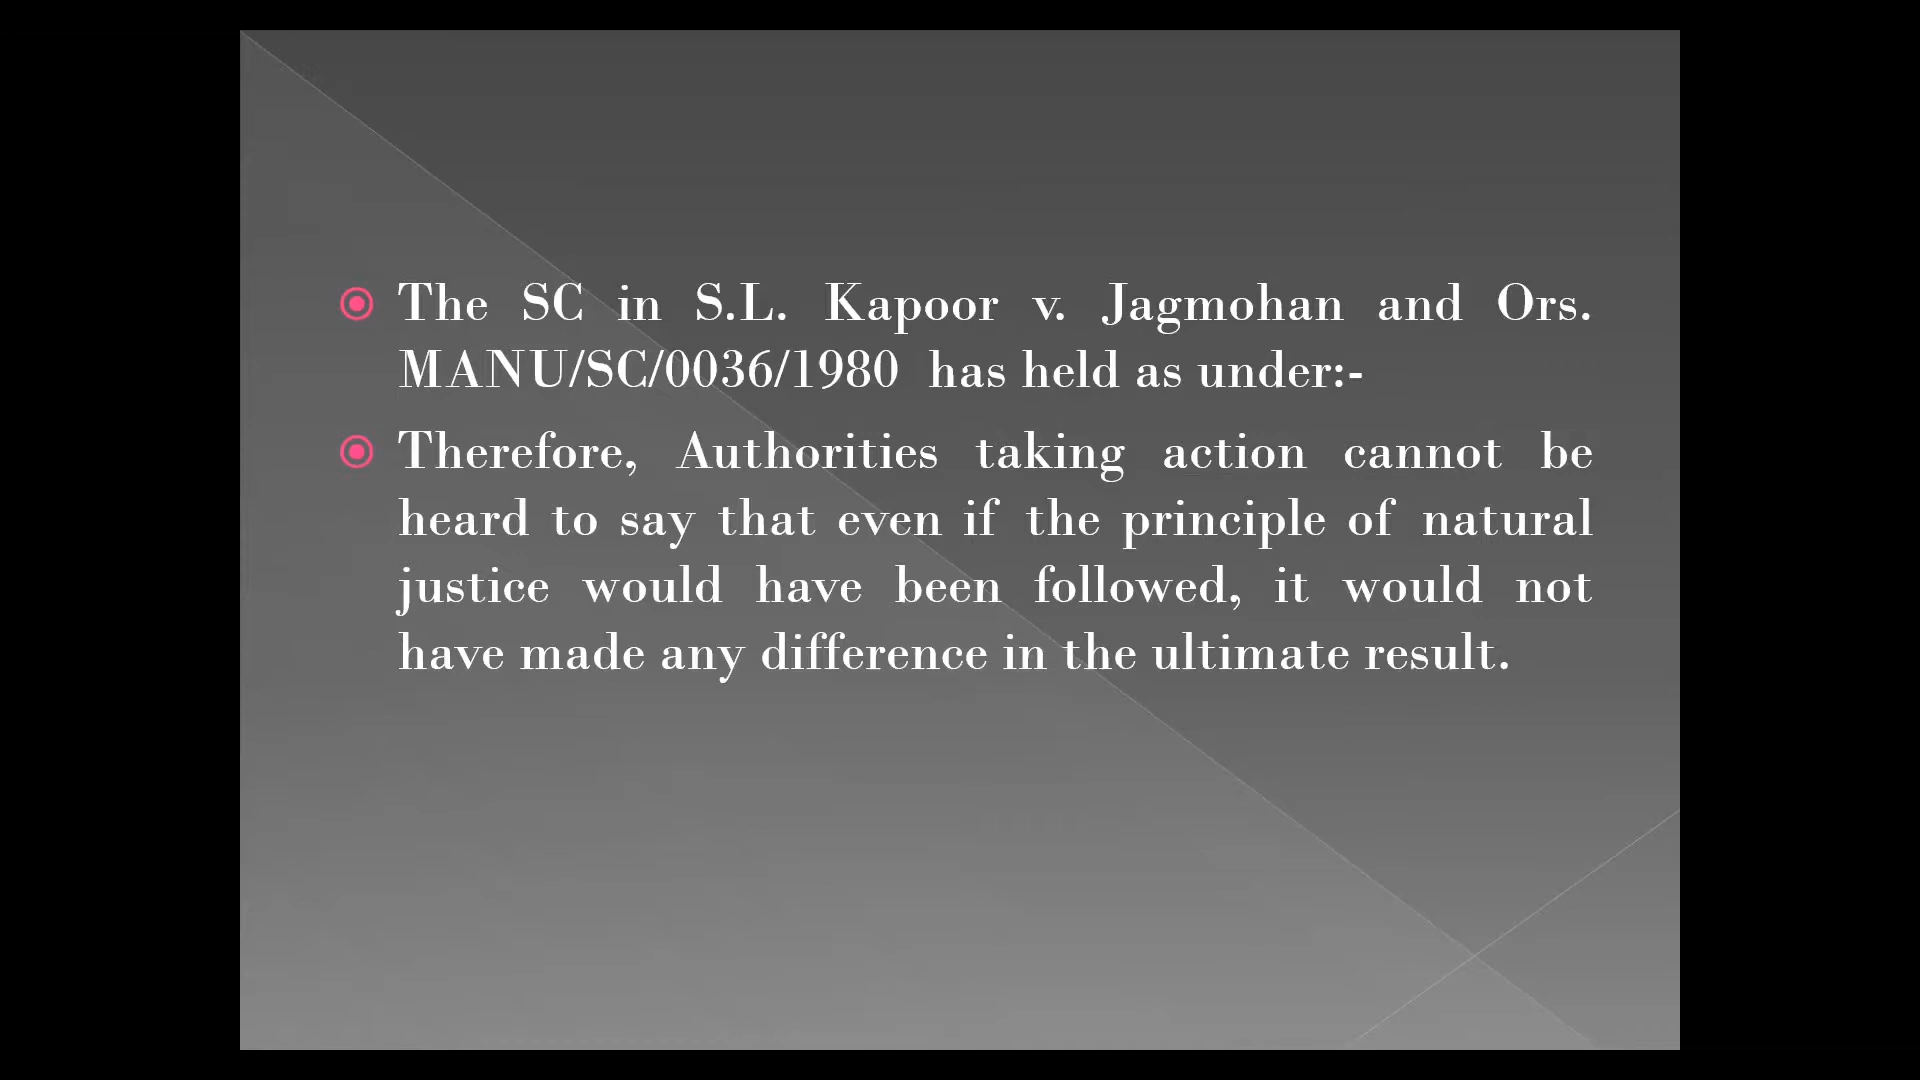 The SC in S.L. Kapoor v. Jagmohan and Ors.
MANU/SC/0036/1980 has held as under:-
Therefore, Authorities taking action cannot be
heard to say that even if the principle of natural
justice would have been followed, it would not
have made any difference in the ultimate result.